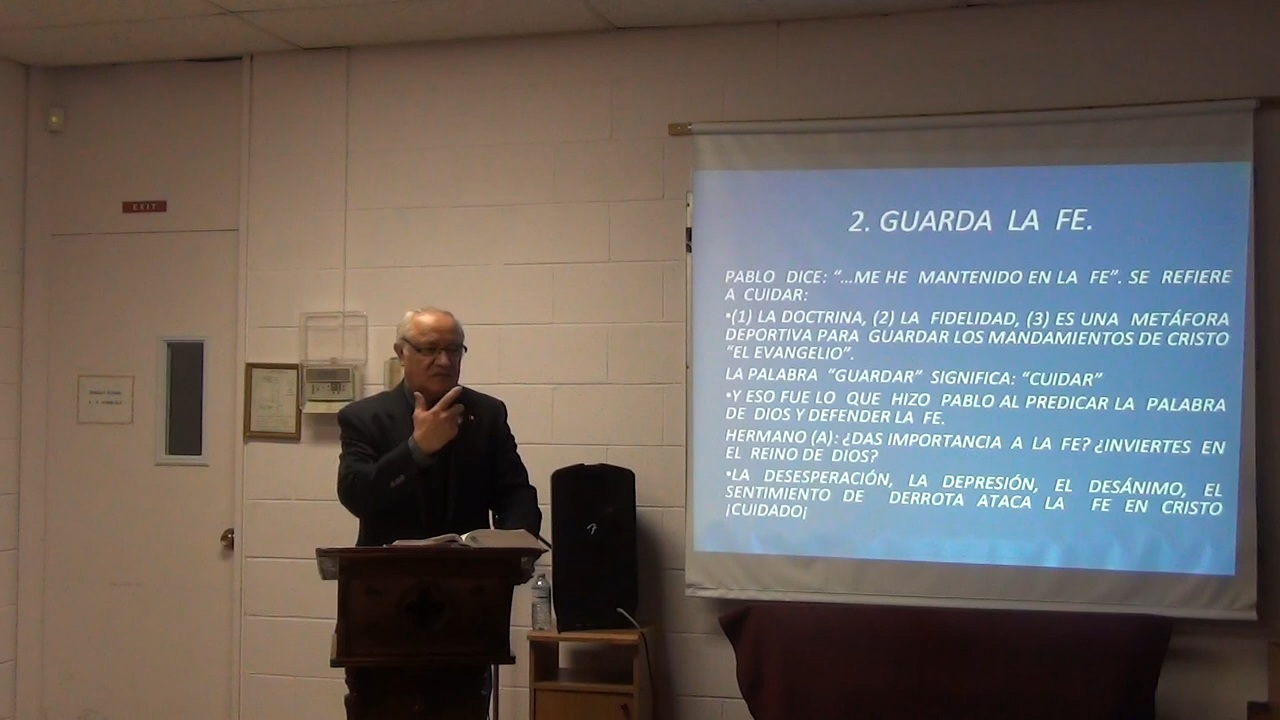 EXIT
2. GUARDA LA FE.
PABLO DICE: “...ME HE MANTENIDO EN LA FE”. SE REFIERE
A CUIDAR:
•(1) LA DOCTRINA, (2) LA FIDELIDAD, (3) ES UNA METÁFORA
DEPORTIVA PARA GUARDAR LOS MANDAMIENTOS DE CRISTO
“EL EVANGELIO”.
LA PALABRA “GUARDAR” SIGNIFICA: “CUIDAR”
•Y ESO FUE LO QUE HIZO PABLO AL PREDICAR LA PALABRA
DE DIOS Y DEFENDER LA FE.
HERMANO (A): ¿DAS IMPORTANCIA A LA FE? ¿INVIERTES EN
EL REINO DE DIOS?
•LA DESESPERACIÓN, LA DEPRESIÓN, EL DESÁNIMO, EL
SENTIMIENTO DE DERROTA ATACA LA FE EN CRISTO
¡CUIDADO¡